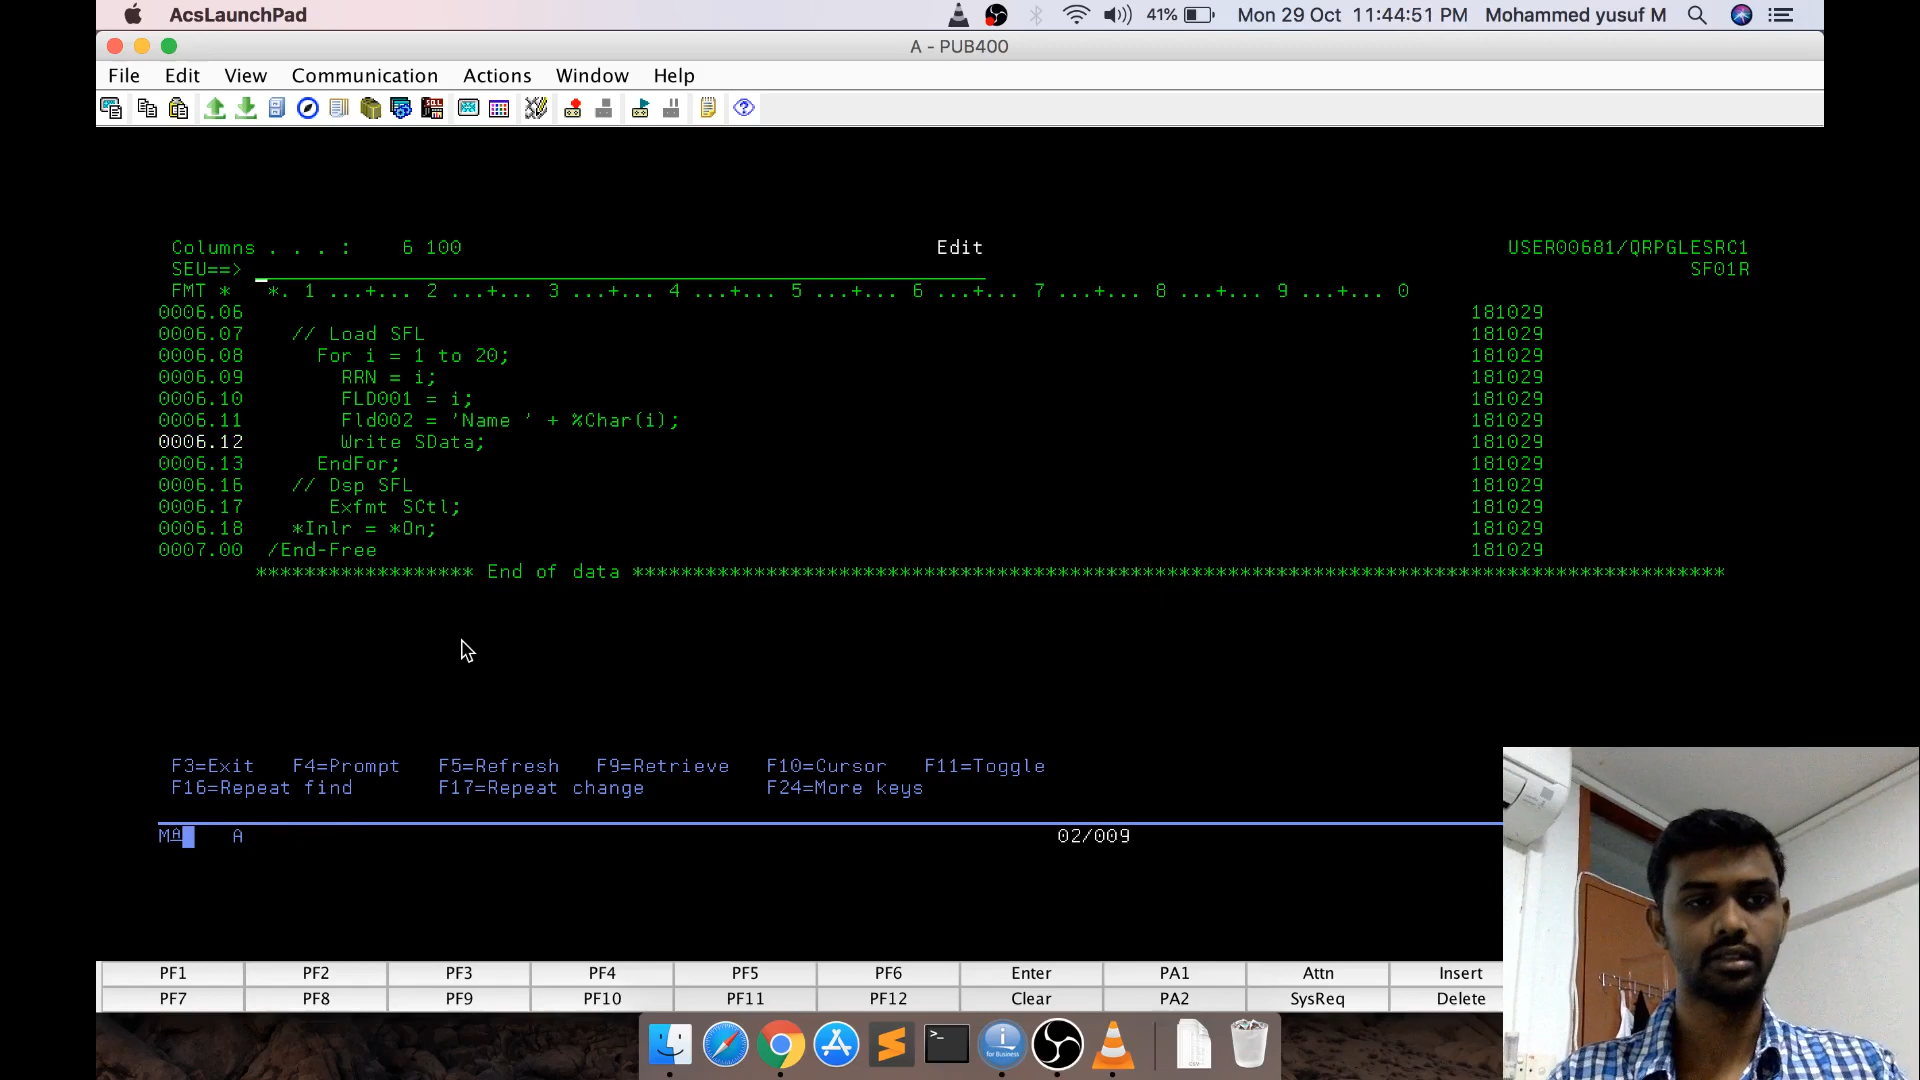 AcsLaunchPad 41% Mon 29 Oct 11:44:51 PM Mohammed yusuf M
A - PUB400
File Edit View Communication Actions Window Help
Columns . . . : 6 100 Edit USER00681/QRPGLESRC1
SEU==> SF01R
FMT * *. 1 ...+... 2 ...+... 3 ...+... 4 ...+... 5 ...+... 6 ...+... 7 ...+... 8 ...+... 9 ...+... 0
0006.06 181029
0006.07 // Load SFL 181029
0006.08 For i = 1 to 20; 181029
0006.09 RRN = i; 181029
0006.10 FLD001 = i; 181029
0006.11 Fld002 = 'Name ' + %Char(i); 181029
0006.12 Write SData; 181029
0006.13 EndFor; 181029
0006.16 // Dsp SFL 181029
0006.17 Exfmt SCtl; 181029
0006.18 *Inlr = *On; 181029
0007.00 /End-Free 181029
****************** End of data ******************************************************************************************
F3=Exit F4=Prompt F5=Refresh F9=Retrieve F10=Cursor F11=Toggle
F16=Repeat find F17=Repeat change F24=More keys
MA A 02/009
PF1 PF2 PF3 PF4 PF5 PF6 Enter PA1 Attn Insert
PF7 PF8 PF9 PF10 PF11 PF12 Clear PA2 SysReq Delete
i
for Business